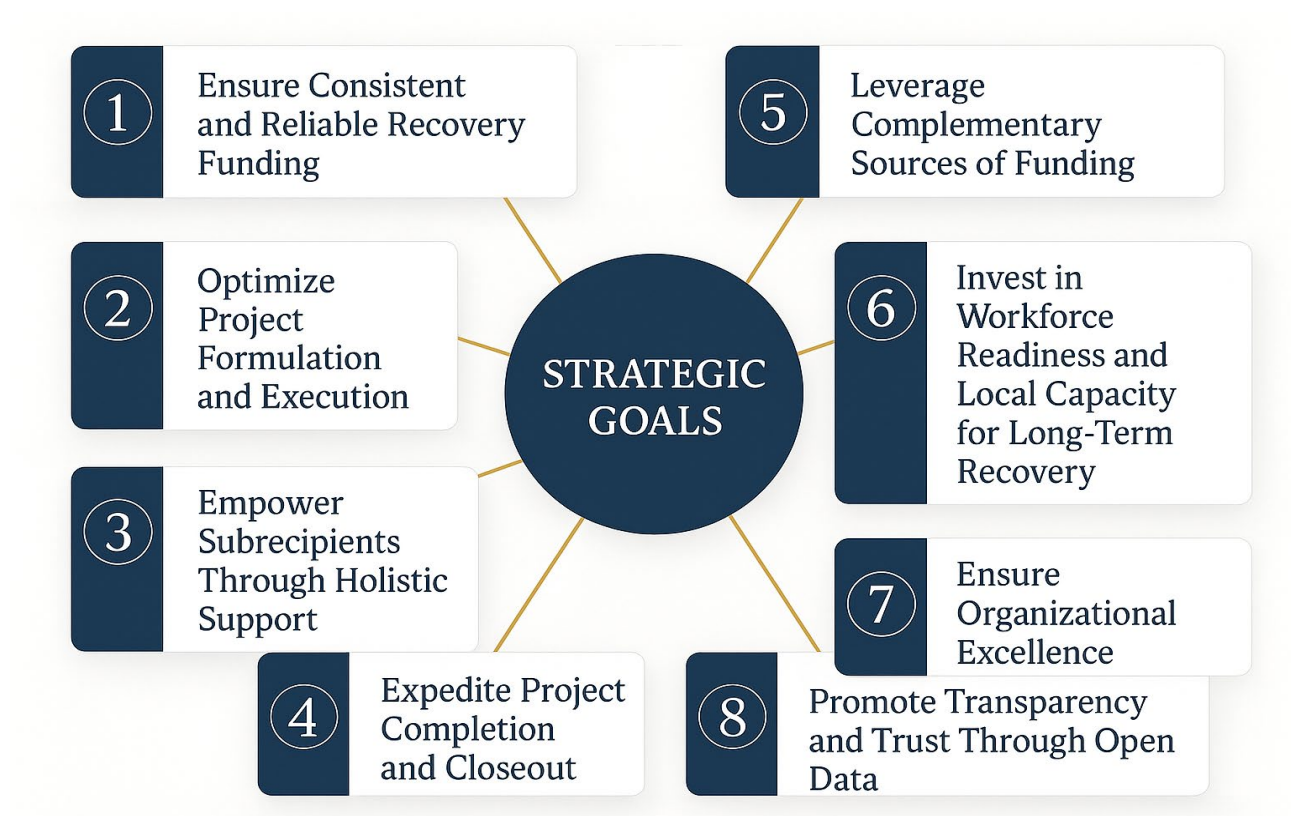 1
Ensure Consistent
and Reliable Recovery
Funding
2
Optimize
Project
Formulation
and Execution
3
Empower
Subrecipients
Through Holistic
Support
4
Expedite Project
Completion
and Closeout
STRATEGIC
GOALS
5
Leverage
Complementary
Sources of Funding
6
Invest in
Workforce
Readiness and
Local Capacity
for Long-Term
Recovery
7
Ensure
Organizational
Excellence
8
Promote Transparency
and Trust Through Open
Data